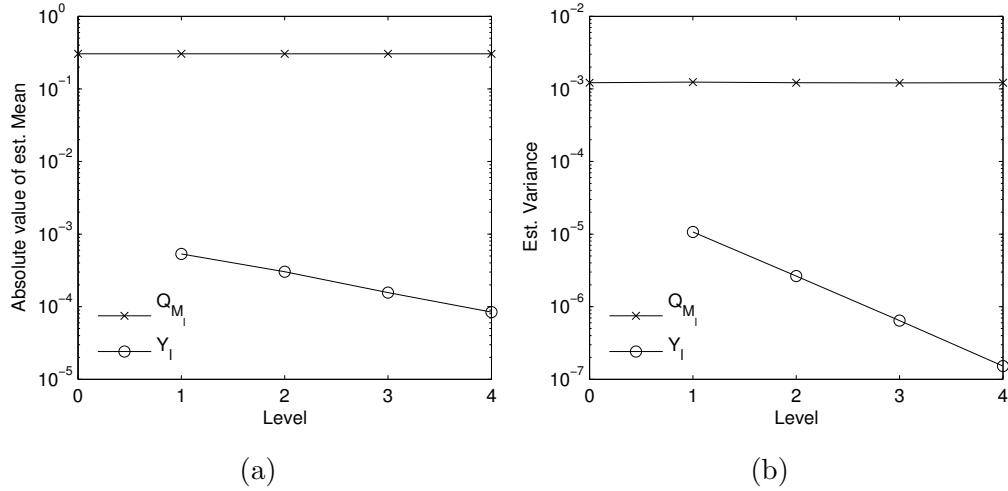 10^0
10^-1
10^-2
10^-3
10^-4
10^-5
Absolute value of est. Mean
Q_{M_l}
Y_l
0 1 2 3 4
Level
(a)
10^-2
10^-3
10^-4
10^-5
10^-6
10^-7
Est. Variance
Q_{M_l}
Y_l
0 1 2 3 4
Level
(b)